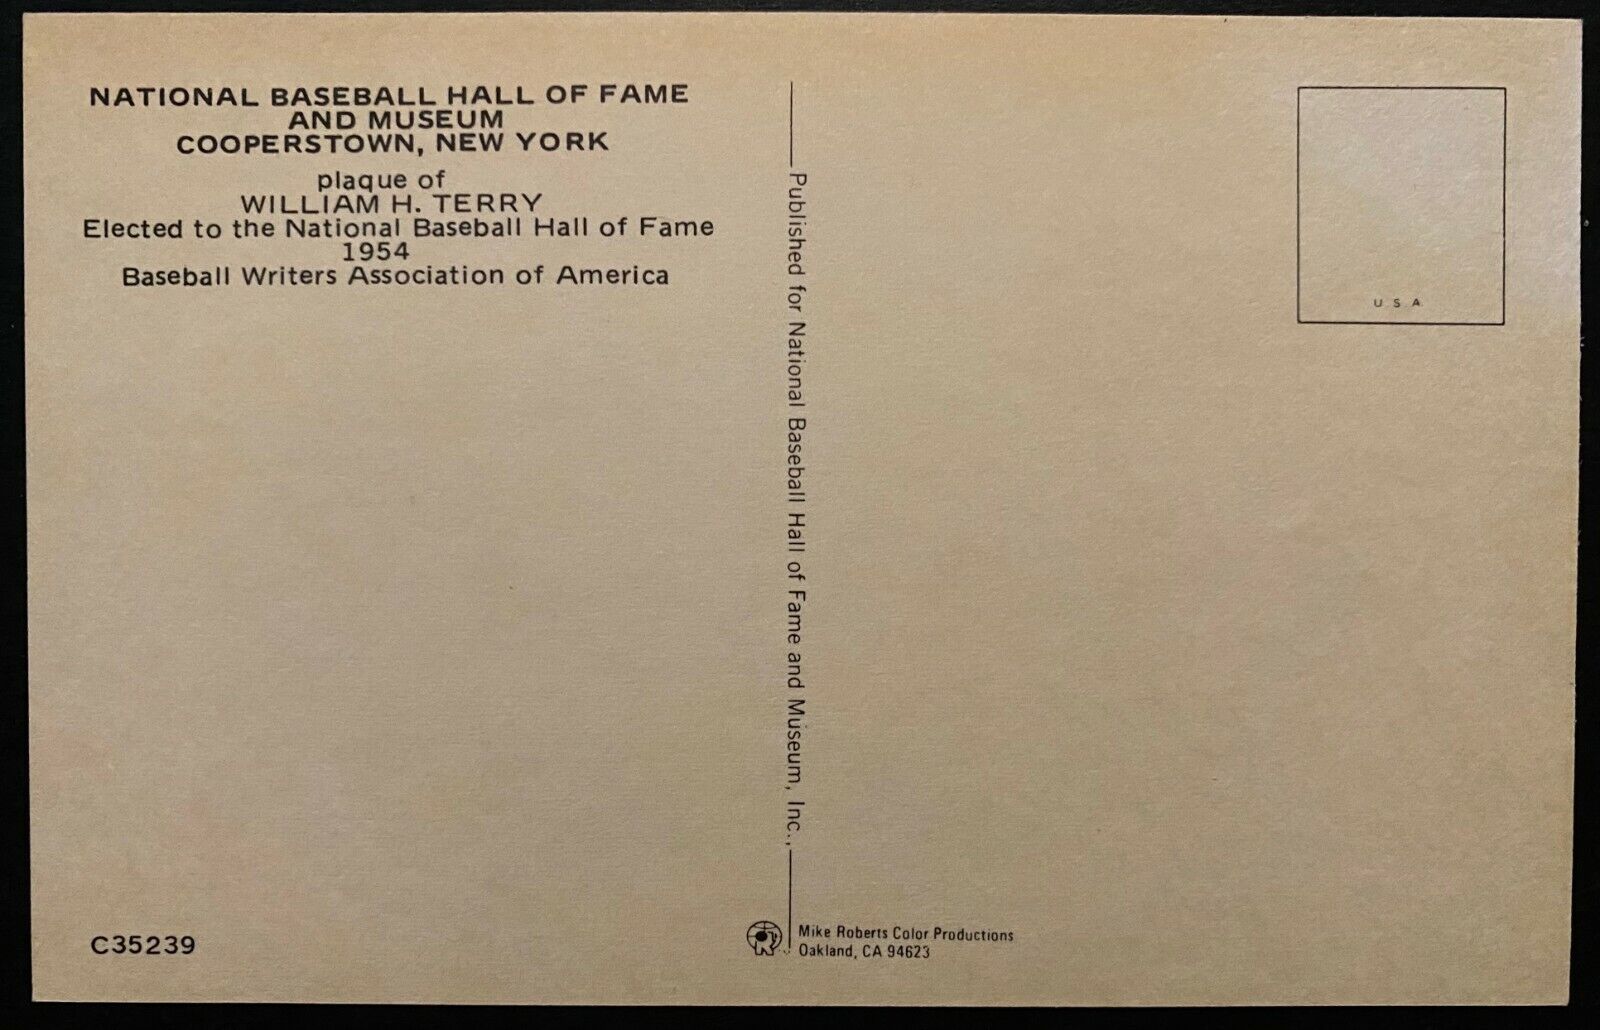 NATIONAL BASEBALL HALL OF FAME
AND MUSEUM
COOPERSTOWN, NEW YORK
plaque of
WILLIAM H. TERRY
Elected to the National Baseball Hall of Fame
1954
Baseball Writers Association of America
C35239
Published for National Baseball Hall of Fame and Museum, Inc.,
Mike Roberts Color Productions
Oakland, CA 94623
U S A